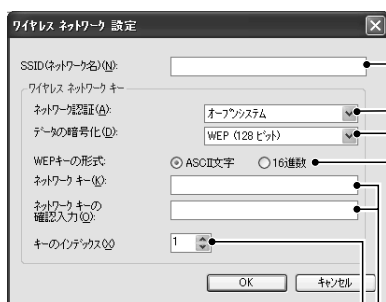 ワイヤレス ネットワーク 設定
SSID(ネットワーク名)(N):
ワイヤレス ネットワーク キー
ネットワーク認証(A):
オープンシステム
データの暗号化(D):
WEP (128 ビット)
WEPキーの形式:
ASCII文字
16進数
ネットワーク キー(K):
ネットワーク キーの
確認入力(O):
キーのインデックス(X)
1
OK
キャンセル